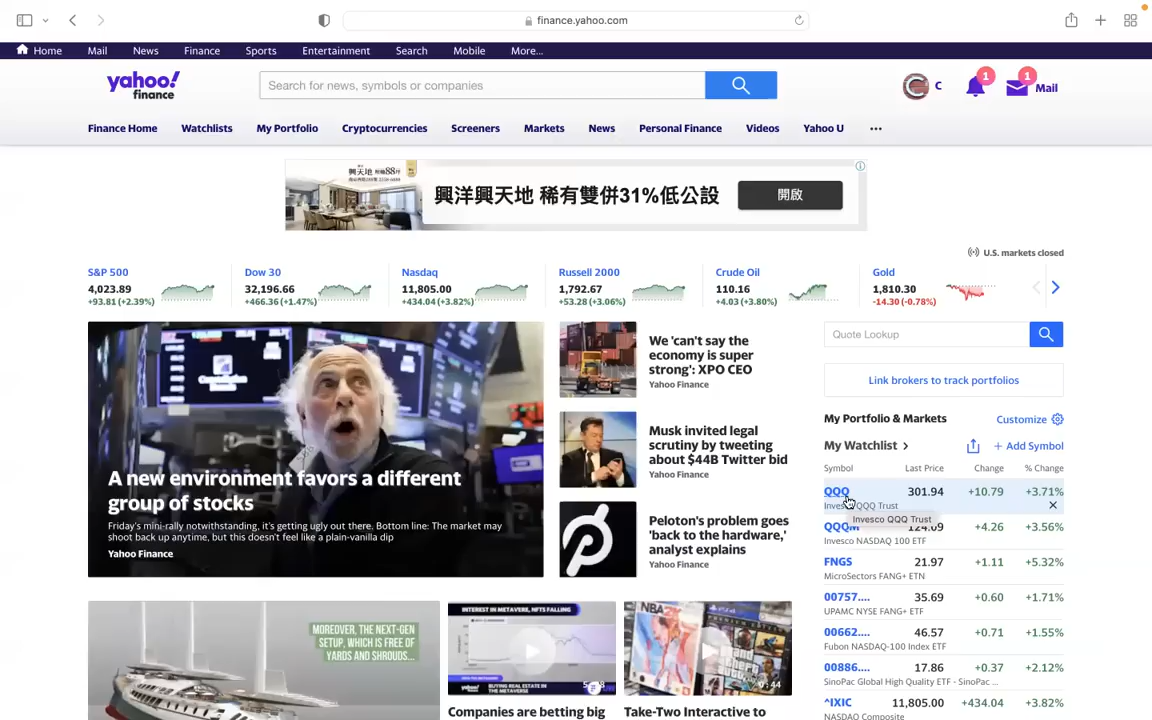 finance.yahoo.com
Home Mail News Finance Sports Entertainment Search Mobile More...
yahoo!
finance
Search for news, symbols or companies
C
1
1
Mail
Finance Home Watchlists My Portfolio Cryptocurrencies Screeners Markets News Personal Finance Videos Yahoo U
興洋興天地 稀有雙併31%低公設
開啟
U.S. markets closed
S&P 500
4,023.89
+93.81 (+2.39%)
Dow 30
32,196.66
+466.36 (+1.47%)
Nasdaq
11,805.00
+434.04 (+3.82%)
Russell 2000
1,792.67
+53.28 (+3.06%)
Crude Oil
110.16
+4.03 (+3.80%)
Gold
1,810.30
-14.30 (-0.78%)
A new environment favors a different
group of stocks
Friday's mini-rally notwithstanding, it's getting ugly out there. Bottom line: The market may
shoot back up anytime, but this doesn't feel like a plain-vanilla dip
Yahoo Finance
We 'can't say the
economy is super
strong': XPO CEO
Yahoo Finance
Musk invited legal
scrutiny by tweeting
about $44B Twitter bid
Yahoo Finance
Peloton's problem goes
'back to the hardware,'
analyst explains
Yahoo Finance
Quote Lookup
Link brokers to track portfolios
My Portfolio & Markets
Customize
My Watchlist
+ Add Symbol
Symbol Last Price Change % Change
QQQ 301.94 +10.79 +3.71%
QQQ Trust
Invesco QQQ Trust
QQQM 124.09 +4.26 +3.56%
Invesco NASDAQ 100 ETF
FNGS 21.97 +1.11 +5.32%
MicroSectors FANG+ ETN
00757.... 35.69 +0.60 +1.71%
UPAMC NYSE FANG+ ETF
00662.... 46.57 +0.71 +1.55%
Fubon NASDAQ-100 Index ETF
00886.... 17.86 +0.37 +2.12%
SinoPac Global High Quality ETF - SinoPac ...
^IXIC 11,805.00 +434.04 +3.82%
NASDAQ Composite
MOREOVER, THE NEXT-GEN
SETUP, WHICH IS FREE OF
YARDS AND SHROUDS...
INTEREST IN METAVERSE, NFTS FALLING
BUYING REAL ESTATE IN
THE METAVERSE
NBA 2K
0:44
Companies are betting big
Take-Two Interactive to